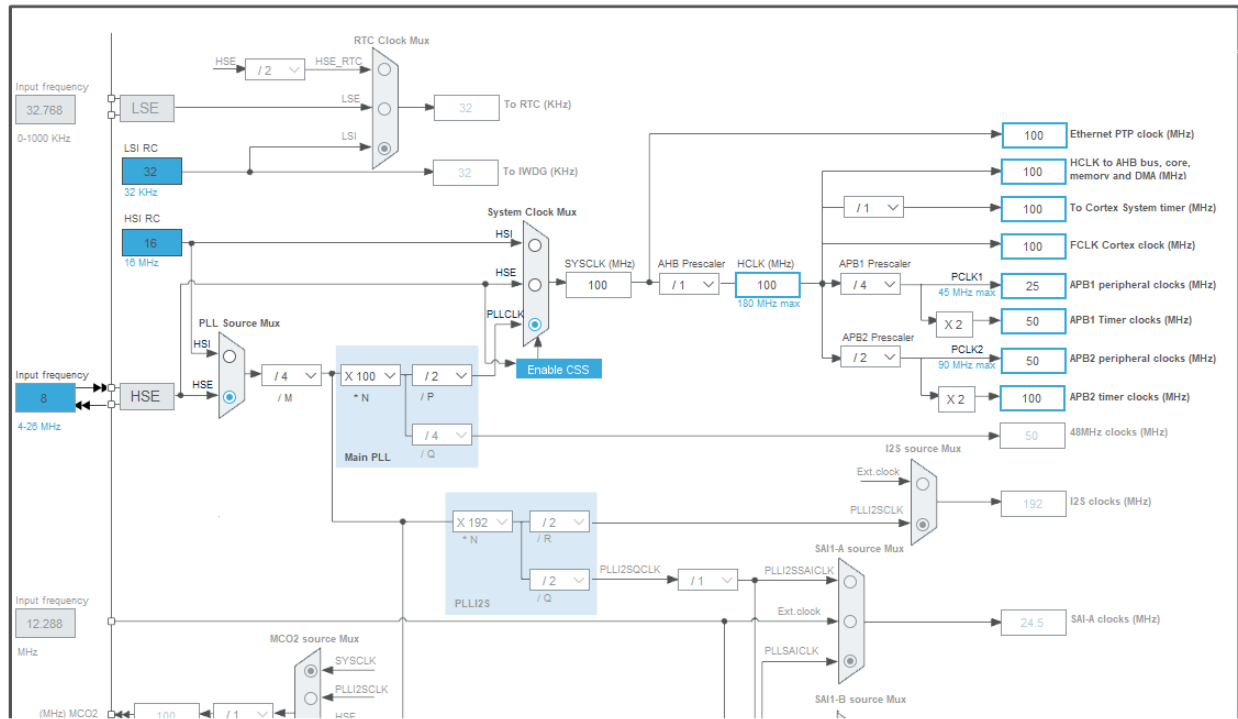 RTC Clock Mux
HSE
/ 2
HSE_RTC
Input frequency
32.768
0-1000 KHz
LSE
LSE
32
To RTC (KHz)
LSI RC
32
32 KHz
LSI
32
To IWDG (KHz)
HSI RC
16
16 MHz
System Clock Mux
HSI
HSE
PLLCLK
Enable CSS
SYSCLK (MHz)
100
AHB Prescaler
/ 1
HCLK (MHz)
100
180 MHz max
100
Ethernet PTP clock (MHz)
100
HCLK to AHB bus, core,
memory and DMA (MHz)
/ 1
100
To Cortex System timer (MHz)
100
FCLK Cortex clock (MHz)
APB1 Prescaler
/ 4
PCLK1
45 MHz max
25
APB1 peripheral clocks (MHz)
X 2
50
APB1 Timer clocks (MHz)
APB2 Prescaler
/ 2
PCLK2
90 MHz max
50
APB2 peripheral clocks (MHz)
X 2
100
APB2 timer clocks (MHz)
PLL Source Mux
HSI
HSE
Input frequency
8
4-26 MHz
HSE
/ 4
/ M
X 100
* N
/ 2
/ P
/ 4
/ Q
Main PLL
50
48MHz clocks (MHz)
I2S source Mux
Ext.clock
PLLI2SCLK
192
I2S clocks (MHz)
X 192
* N
/ 2
/ R
/ 2
/ Q
PLLI2S
PLLI2SQCLK
/ 1
SAI1-A source Mux
PLLI2SSAICLK
Ext.clock
PLLSAICLK
24.5
SAI-A clocks (MHz)
Input frequency
12.288
MHz
MCO2 source Mux
SYSCLK
PLLI2SCLK
HSE
(MHz) MCO2
100
/ 1
SAI1-B source Mux